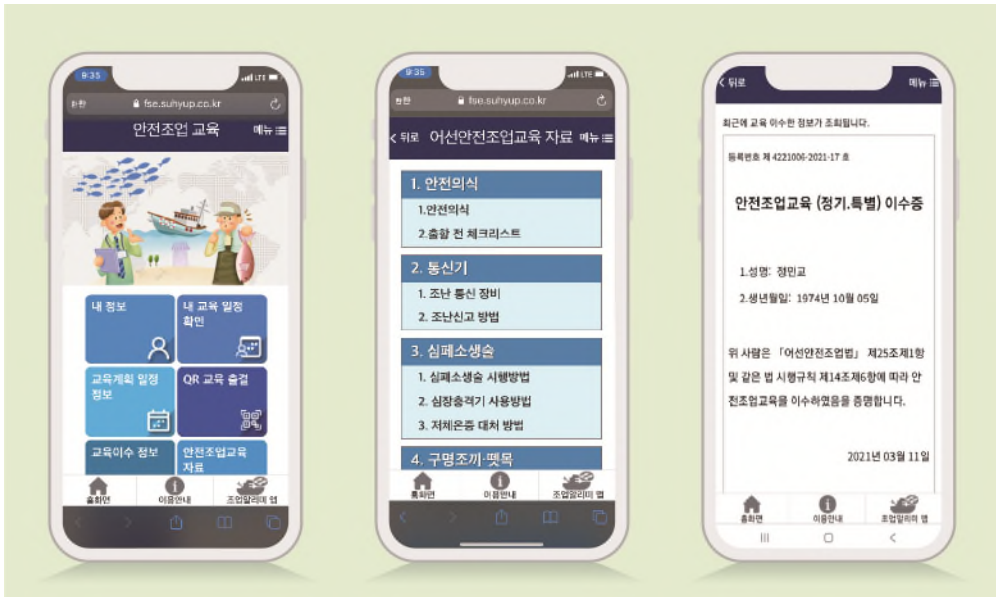 9:35
LTE
fse.suhyup.co.kr
안전조업 교육
메뉴
내 정보
내 교육 일정
확인
교육계획 일정
정보
QR 교육 출결
교육이수 정보
안전조업교육
자료
홈화면
이용안내
조업알리미 앱
9:35
LTE
fse.suhyup.co.kr
뒤로
어선안전조업교육 자료
메뉴
1. 안전의식
1.안전의식
2.출항 전 체크리스트
2. 통신기
1. 조난 통신 장비
2. 조난신고 방법
3. 심폐소생술
1. 심폐소생술 시행방법
2. 심장충격기 사용방법
3. 저체온증 대처 방법
4. 구명조끼·뗏목
홈화면
이용안내
조업알리미 앱
뒤로
메뉴
최근에 교육 이수한 정보가 조회됩니다.
등록번호 제 4221006-2021-17 호
안전조업교육 (정기.특별) 이수증
1.성명: 정민교
2.생년월일: 1974년 10월 05일
위 사람은 「어선안전조업법」 제25조제1항
및 같은 법 시행규칙 제14조제6항에 따라 안
전조업교육을 이수하였음을 증명합니다.
2021년 03월 11일
홈화면
이용안내
조업알리미 앱